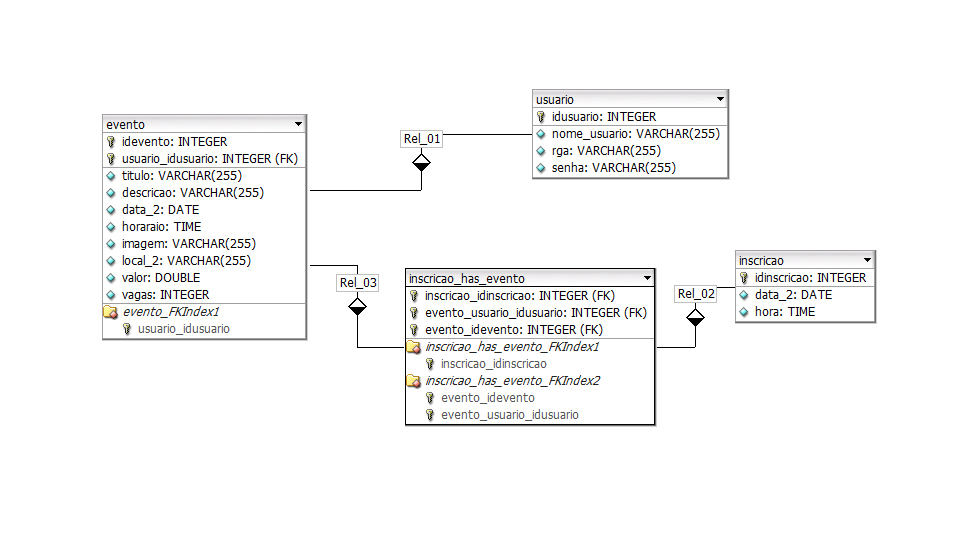 usuario
idusuario: INTEGER
nome_usuario: VARCHAR(255)
rga: VARCHAR(255)
senha: VARCHAR(255)
evento
idevento: INTEGER
usuario_idusuario: INTEGER (FK)
titulo: VARCHAR(255)
descricao: VARCHAR(255)
data_2: DATE
horaraio: TIME
imagem: VARCHAR(255)
local_2: VARCHAR(255)
valor: DOUBLE
vagas: INTEGER
evento_FKIndex1
usuario_idusuario
Rel_01
Rel_03
inscricao_has_evento
inscricao_idinscricao: INTEGER (FK)
evento_usuario_idusuario: INTEGER (FK)
evento_idevento: INTEGER (FK)
inscricao_has_evento_FKIndex1
inscricao_idinscricao
inscricao_has_evento_FKIndex2
evento_idevento
evento_usuario_idusuario
Rel_02
inscricao
idinscricao: INTEGER
data_2: DATE
hora: TIME